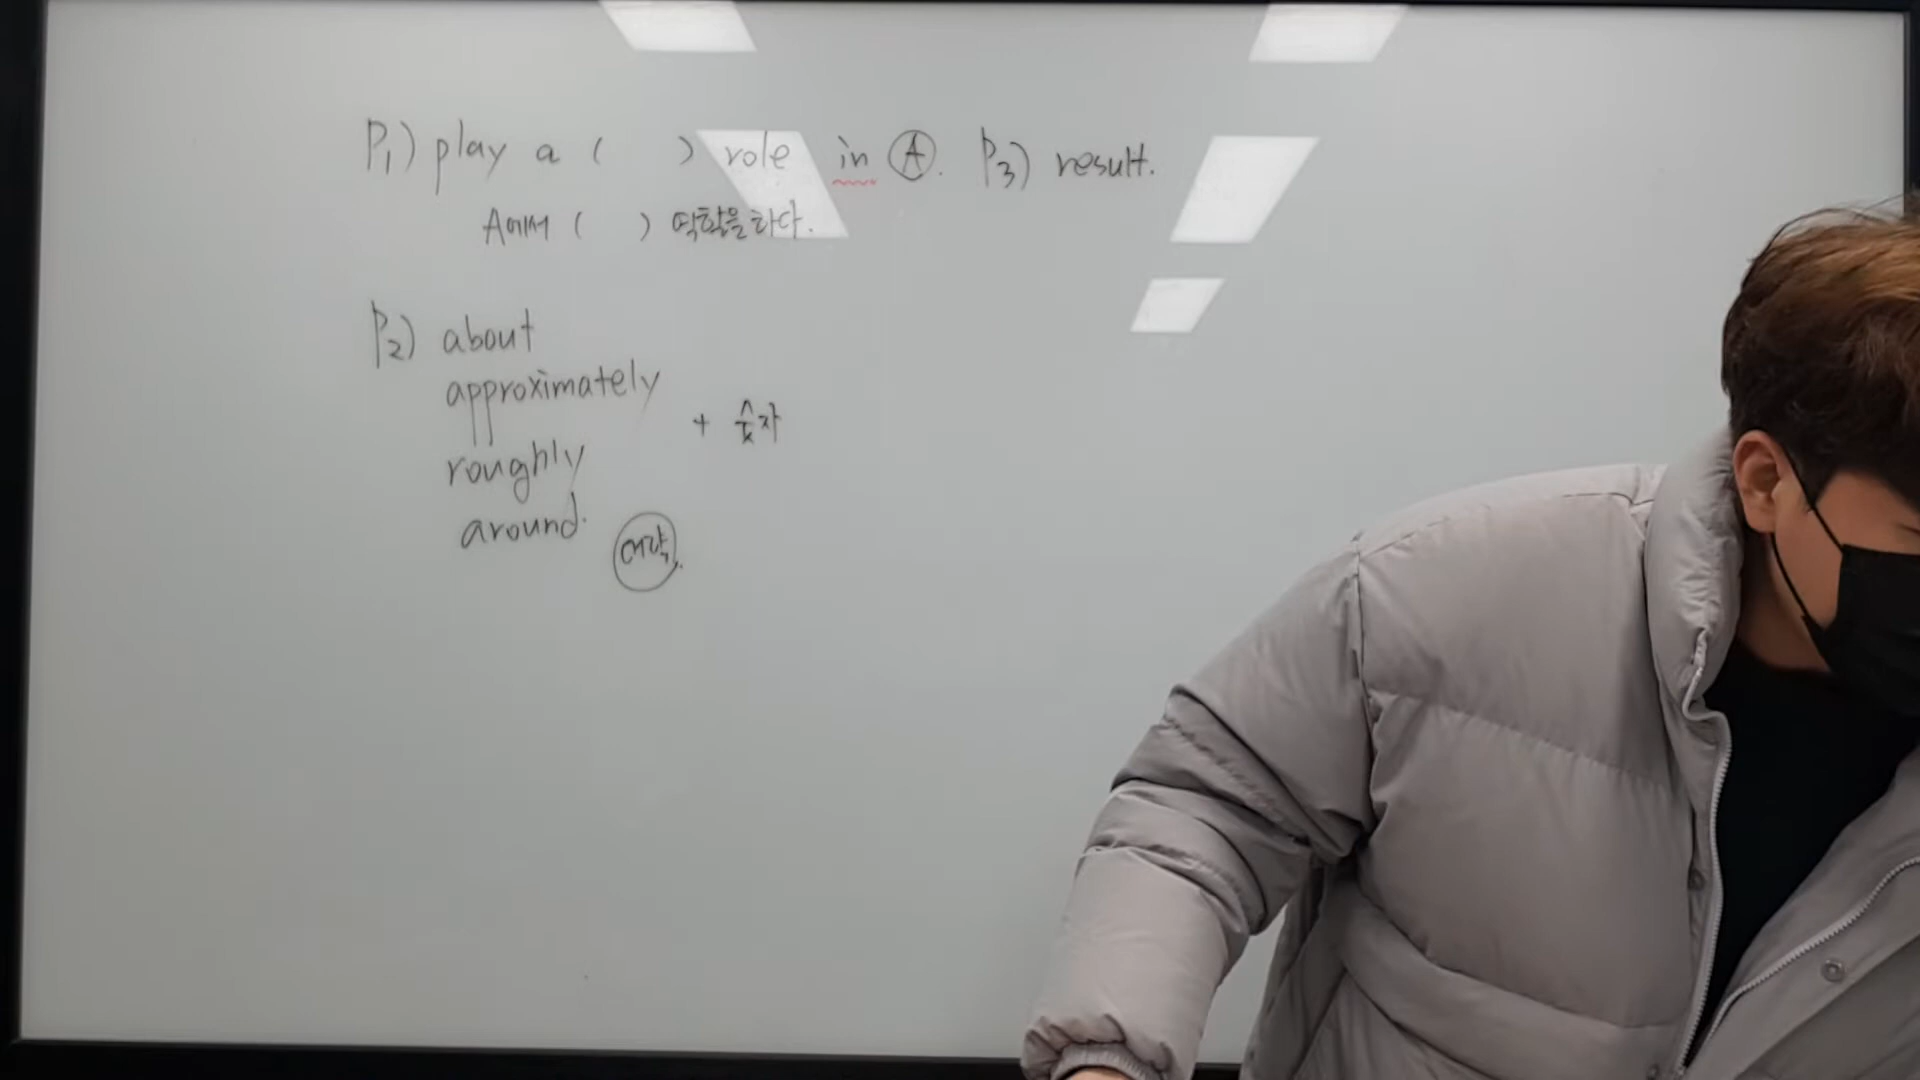 P1) play a ( ) role in Ⓐ.
A에서 ( ) 역할을 하다.
P2) about
approximately
roughly
around.
+ 숫자
대략.
P3) result.